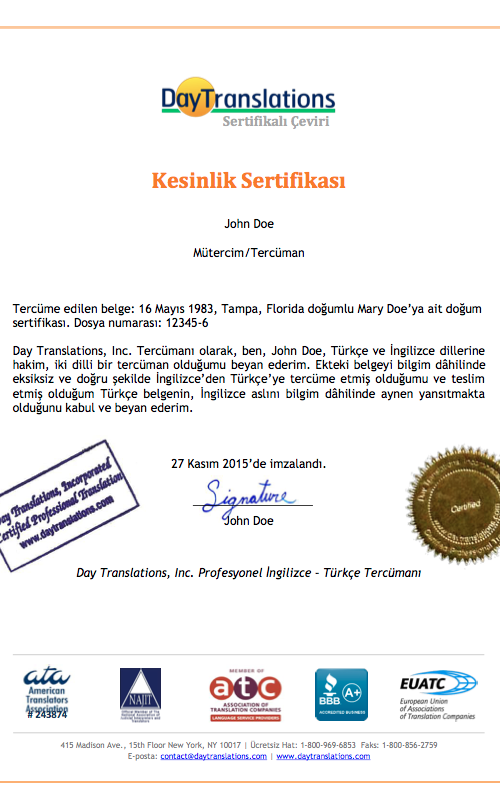 DayTranslations
Sertifikalı Çeviri
Kesinlik Sertifikası
John Doe
Mütercim/Tercüman
Tercüme edilen belge: 16 Mayıs 1983, Tampa, Florida doğumlu Mary Doe’ya ait doğum
sertifikası. Dosya numarası: 12345-6
Day Translations, Inc. Tercümanı olarak, ben, John Doe, Türkçe ve İngilizce dillerine
hakim, iki dilli bir tercüman olduğumu beyan ederim. Ekteki belgeyi bilgim dâhilinde
eksiksiz ve doğru şekilde İngilizce’den Türkçe’ye tercüme etmiş olduğumu ve teslim
etmiş olduğum Türkçe belgenin, İngilizce aslını bilgim dâhilinde aynen yansıtmakta
olduğunu kabul ve beyan ederim.
ay Translations, Incorporated
Certified Professional Translation
www.daytranslations.com
27 Kasım 2015’de imzalandı.
Signature
John Doe
Certified
Day Translations, Inc. Profesyonel İngilizce – Türkçe Tercümanı
ata
American
Translators
Association
# 243874
NAJIT
Official Member of The
National Association of
Judiciary Interpreters and
Translators
MEMBER OF
atc
ASSOCIATION OF
TRANSLATION COMPANIES
LANGUAGE SERVICE PROVIDERS
BBB
A+
ACCREDITED BUSINESS
EUATC
European Union
of Associations
of Translation Companies
415 Madison Ave., 15th Floor New York, NY 10017 | Ücretsiz Hat: 1-800-969-6853 Faks: 1-800-856-2759
E-posta: contact@daytranslations.com | www.daytranslations.com